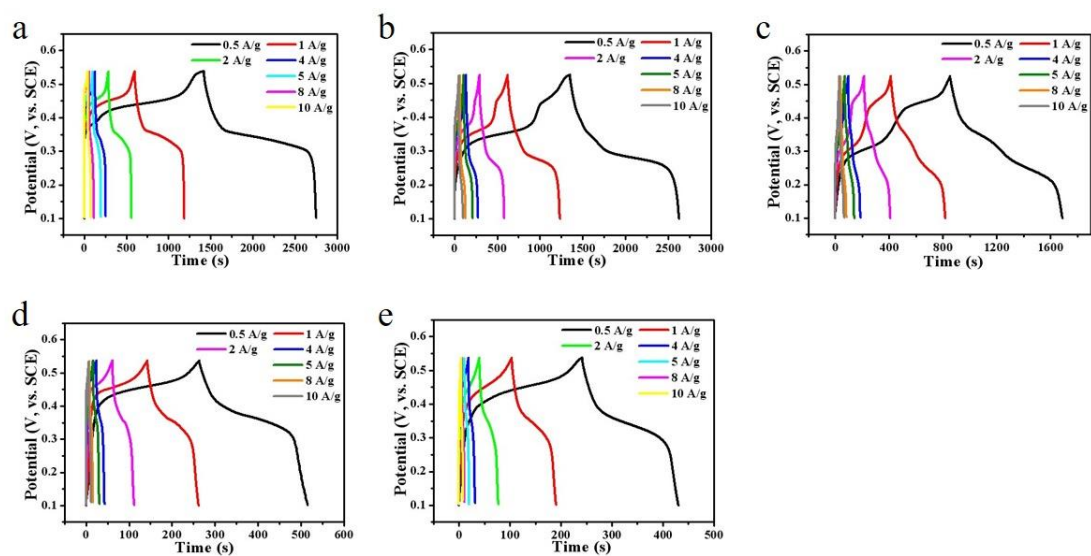 a
0.5 A/g 1 A/g
2 A/g 4 A/g
5 A/g
8 A/g
10 A/g
0.6
0.5
0.4
0.3
0.2
0.1
Potential (V, vs. SCE)
0 500 1000 1500 2000 2500 3000
Time (s)
b
0.5 A/g 1 A/g
2 A/g 4 A/g
5 A/g
8 A/g
10 A/g
0.6
0.5
0.4
0.3
0.2
0.1
Potential (V, vs. SCE)
0 500 1000 1500 2000 2500 3000
Time (s)
c
0.5 A/g 1 A/g
2 A/g 4 A/g
5 A/g
8 A/g
10 A/g
0.6
0.5
0.4
0.3
0.2
0.1
Potential (V, vs. SCE)
0 400 800 1200 1600
Time (s)
d
0.5 A/g 1 A/g
2 A/g 4 A/g
5 A/g
8 A/g
10 A/g
0.6
0.5
0.4
0.3
0.2
0.1
Potential (V, vs. SCE)
0 100 200 300 400 500 600
Time (s)
e
0.5 A/g 1 A/g
2 A/g 4 A/g
5 A/g
8 A/g
10 A/g
0.6
0.5
0.4
0.3
0.2
0.1
Potential (V, vs. SCE)
0 100 200 300 400 500
Time (s)